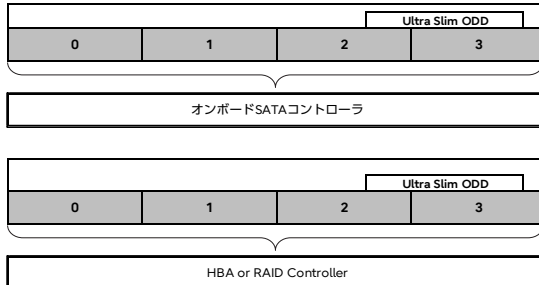 Ultra Slim ODD
0 1 2 3
オンボードSATAコントローラ
Ultra Slim ODD
0 1 2 3
HBA or RAID Controller